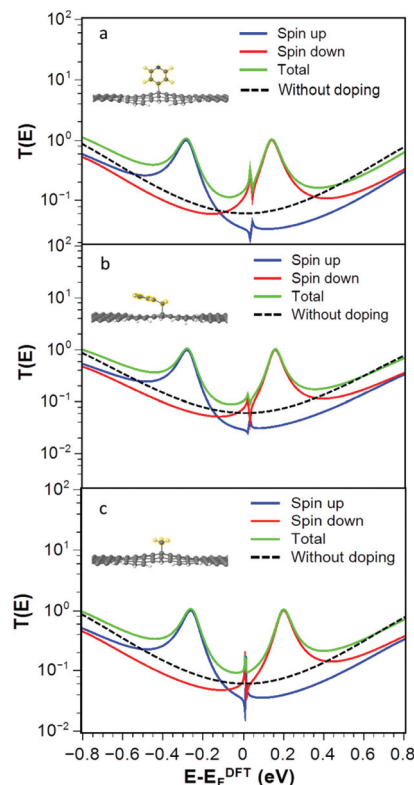 10²
a
Spin up
Spin down
Total
Without doping
10¹
10⁰
10⁻¹
10²
T(E)
b
Spin up
Spin down
Total
Without doping
10¹
10⁰
10⁻¹
10⁻²
T(E)
10²
c
Spin up
Spin down
Total
Without doping
10¹
10⁰
10⁻¹
10⁻²
T(E)
−0.8 −0.6 −0.4 −0.2 0 0.2 0.4 0.6 0.8
E-E_F^DFT (eV)